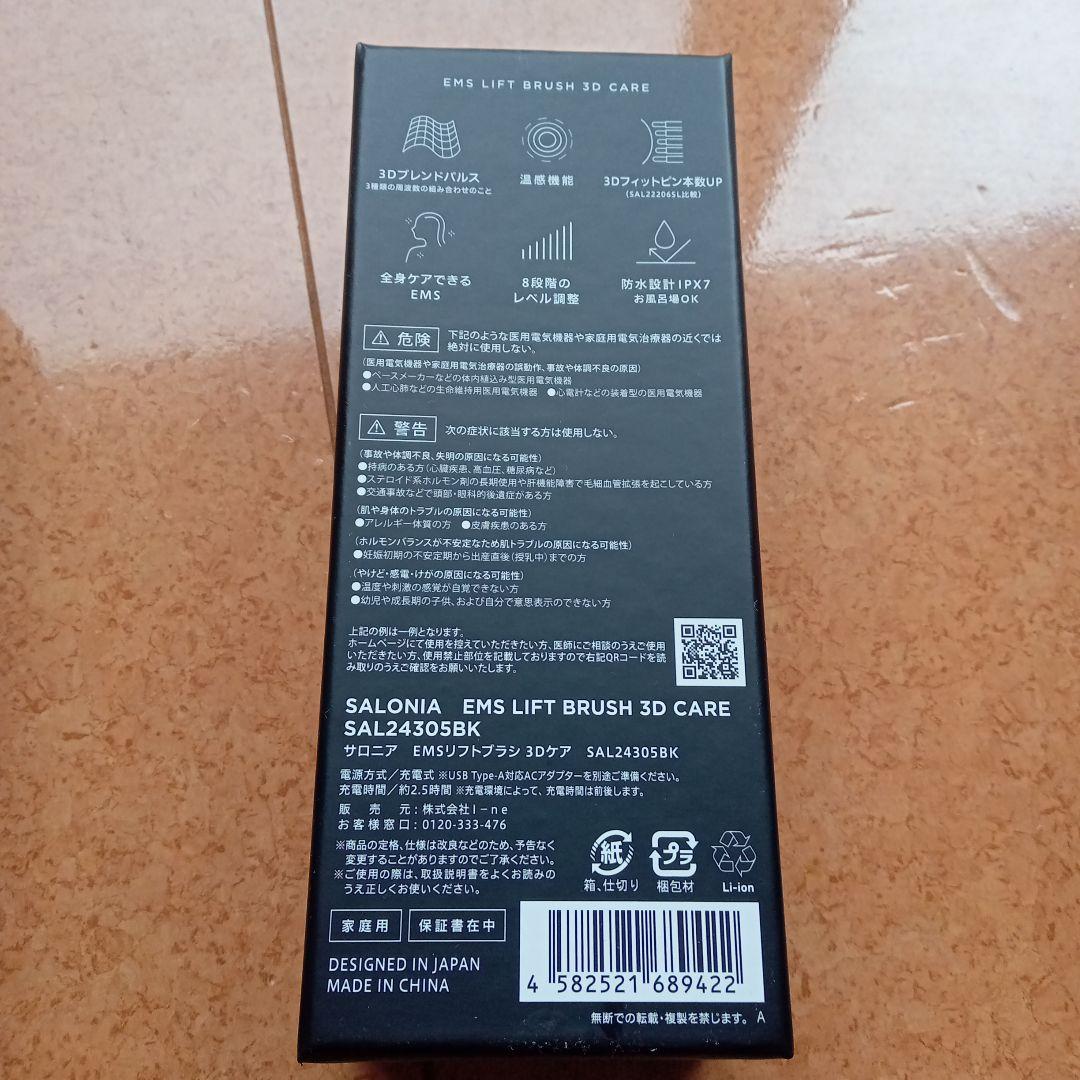 EMS LIFT BRUSH 3D CARE
3Dブレンドパルス
3種類の周波数の組み合わせのこと
温感機能
3DフィットピンUP本数UP
(SAL22206SL比較)
全身ケアできる
EMS
8段階の
レベル調整
防水設計IPX7
お風呂場OK
危険
下記のような医用電気機器や家庭用電気治療器の近くでは
絶対に使用しない。
(医用電気機器や家庭用電気治療器の誤動作、事故や体調不良の原因)
●ペースメーカーなどの体内植込み型医用電気機器
●人工心肺などの生命維持用医用電気機器 ●心電計などの装着型の医用電気機器
警告
次の症状に該当する方は使用しない。
(事故や体調不良、失明の原因になる可能性)
●持病のある方(心臓疾患、高血圧、糖尿病など)
●ステロイド系ホルモン剤の長期使用や肝機能障害で毛細血管拡張を起こしている方
●交通事故などで頭部・眼科的後遺症がある方
(肌や身体のトラブルの原因になる可能性)
●アレルギー体質の方 ●皮膚疾患のある方
(ホルモンバランスが不安定なため肌トラブルの原因になる可能性)
●妊娠初期の不安定期から出産直後(授乳中)までの方
(やけど・感電・けがの原因になる可能性)
●温度や刺激の感覚が自覚できない方
●幼児や成長期の子供、および自分で意思表示のできない方
上記の例は一例となります。
ホームページにて使用を控えていただきたい方、医師にご相談のうえご使用
いただきたい方、使用禁止部位を記載しておりますので右記QRコードを読
み取りのうえご確認をお願いいたします。
SALONIA EMS LIFT BRUSH 3D CARE
SAL24305BK
サロニア EMSリフトブラシ 3Dケア SAL24305BK
電源方式/充電式 ※USB Type-A対応ACアダプターを別途ご準備ください。
充電時間/約2.5時間 ※充電環境によって、充電時間は前後します。
販売元:株式会社I-ne
お客様窓口:0120-333-476
※商品の定格、仕様は改良などのため、予告なく
変更することがありますのでご了承ください。
※ご使用の際は、取扱説明書をよくお読みの
うえ正しくお使いください。
紙
箱、仕切り
プラ
梱包材
Li-ion
家庭用
保証書在中
DESIGNED IN JAPAN
MADE IN CHINA
4 582521 689422
無断での転載・複製を禁じます。 A